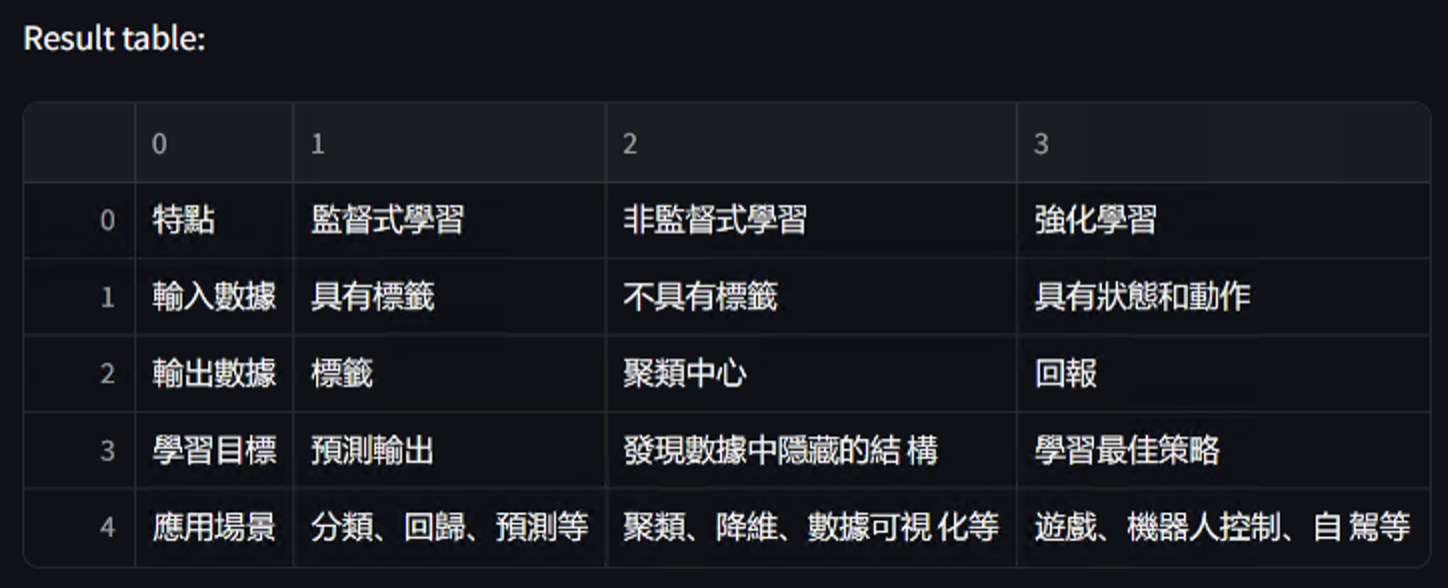 Result table:
0 1 2 3
0 特點 監督式學習 非監督式學習 強化學習
1 輸入數據 具有標籤 不具有標籤 具有狀態和動作
2 輸出數據 標籤 聚類中心 回報
3 學習目標 預測輸出 發現數據中隱藏的結 構 學習最佳策略
4 應用場景 分類、回歸、預測等 聚類、降維、數據可視 化等 遊戲、機器人控制、自 駕等